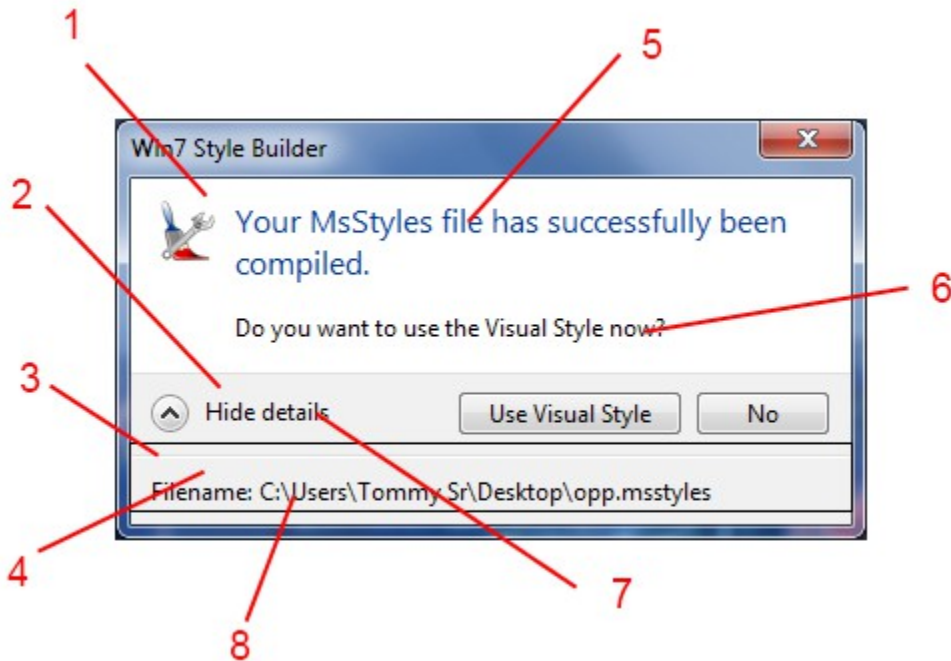 1
5
Win7 Style Builder
2
Your MsStyles file has successfully been
compiled.
6
Do you want to use the Visual Style now?
3
Hide details
Use Visual Style
No
Filename: C:\Users\Tommy Sr\Desktop\opp.msstyles
4
7
8